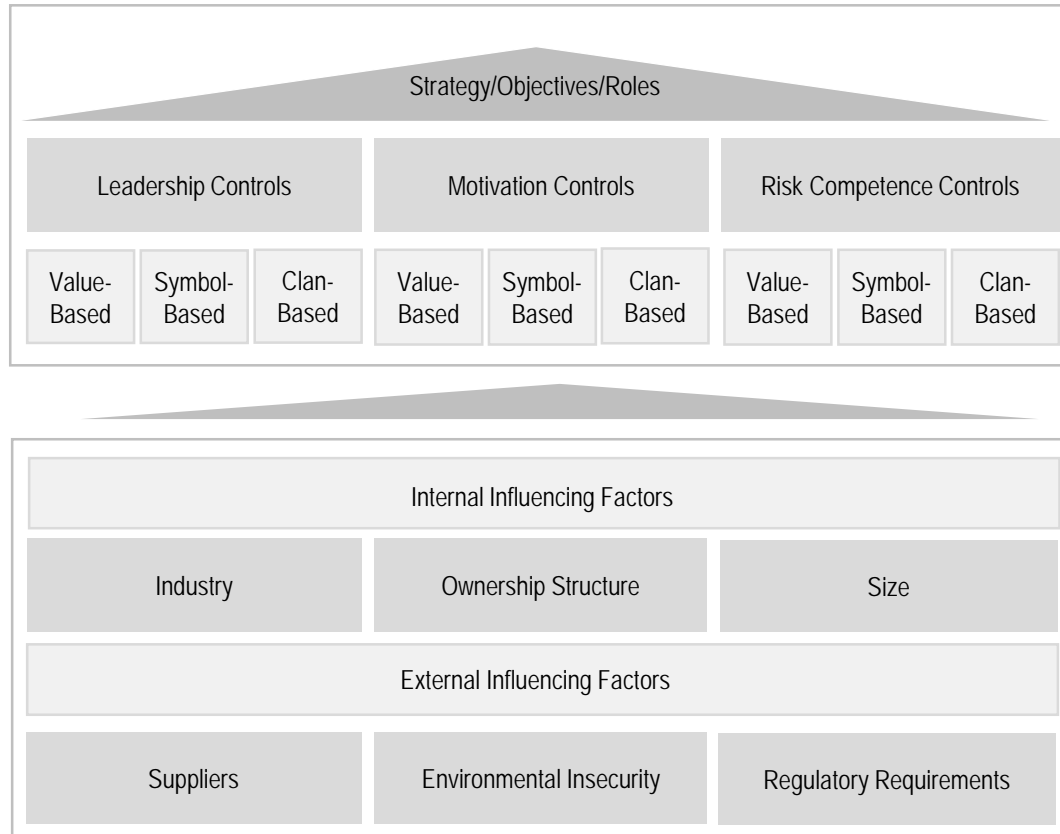 Strategy/Objectives/Roles
Leadership Controls
Motivation Controls
Risk Competence Controls
Value-
Based
Symbol-
Based
Clan-
Based
Value-
Based
Symbol-
Based
Clan-
Based
Value-
Based
Symbol-
Based
Clan-
Based
Internal Influencing Factors
Industry
Ownership Structure
Size
External Influencing Factors
Suppliers
Environmental Insecurity
Regulatory Requirements